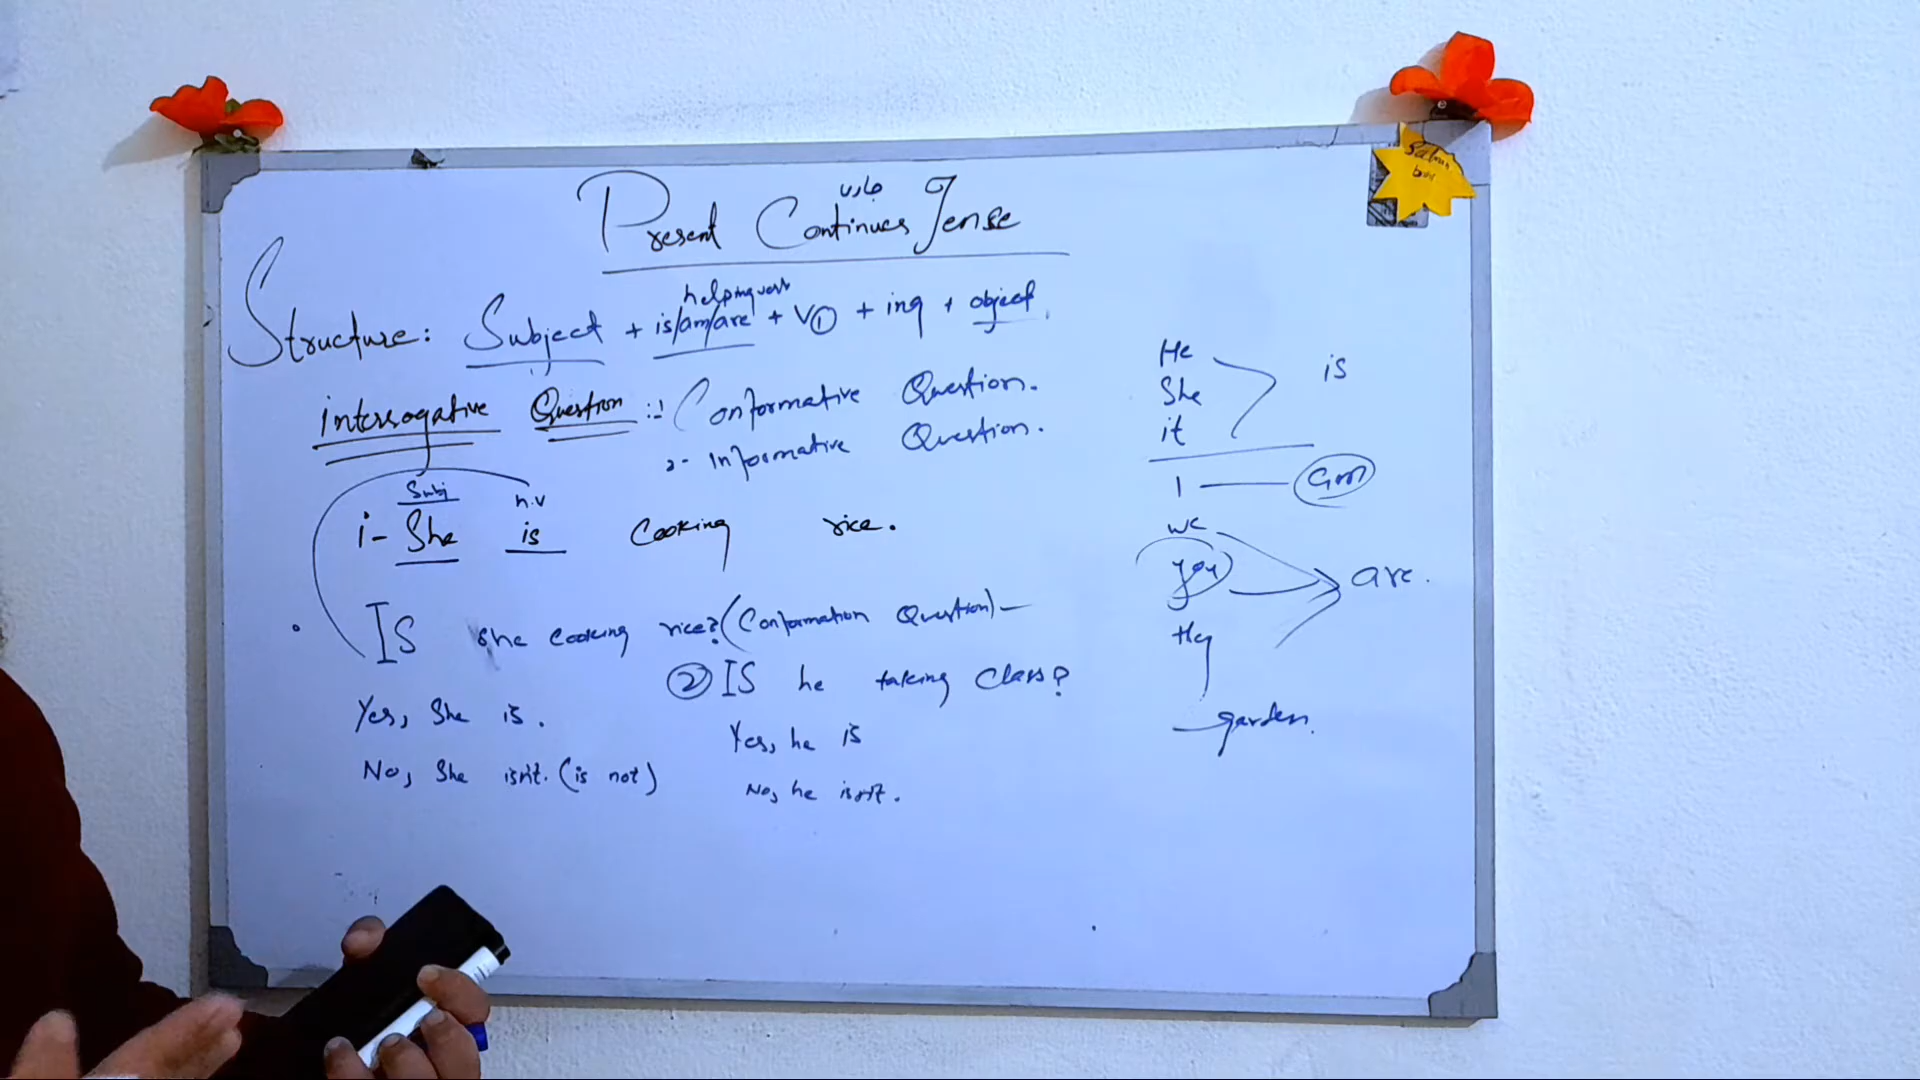 جاری
Present Continues Tense
helping verb
Structure: Subject + is/am/are + V① + ing + object.
interrogative Question :-1 Conformative Question.
2- Informative Question.
Subj h.v
i- She is Cooking rice.
IS she cooking rice? (Conformation Question)—
Yes, She is.
No, She isn't. (is not)
② IS he taking Class?
Yes, he is
No, he isn't.
He
She
it
is
I — am
we
you
they
are.
garden.